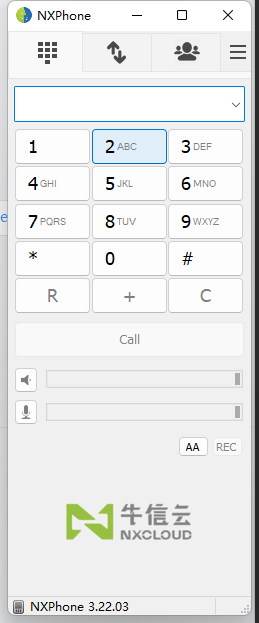 NXPhone
1
2 ABC
3 DEF
4 GHI
5 JKL
6 MNO
7 PQRS
8 TUV
9 WXYZ
*
0
#
R
+
C
Call
AA
REC
牛信云
NXCLOUD
NXPhone 3.22.03